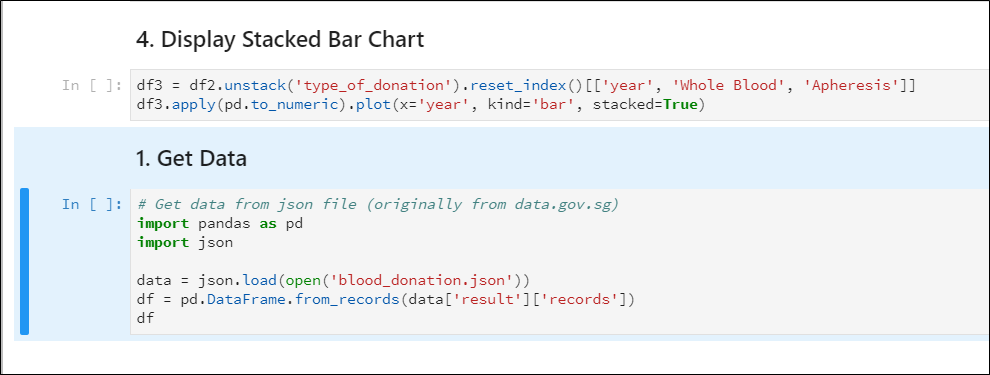 4. Display Stacked Bar Chart
In [ ]: df3 = df2.unstack('type_of_donation').reset_index()[['year', 'Whole Blood', 'Apheresis']]
df3.apply(pd.to_numeric).plot(x='year', kind='bar', stacked=True)
1. Get Data
In [ ]: # Get data from json file (originally from data.gov.sg)
import pandas as pd
import json
data = json.load(open('blood_donation.json'))
df = pd.DataFrame.from_records(data['result']['records'])
df